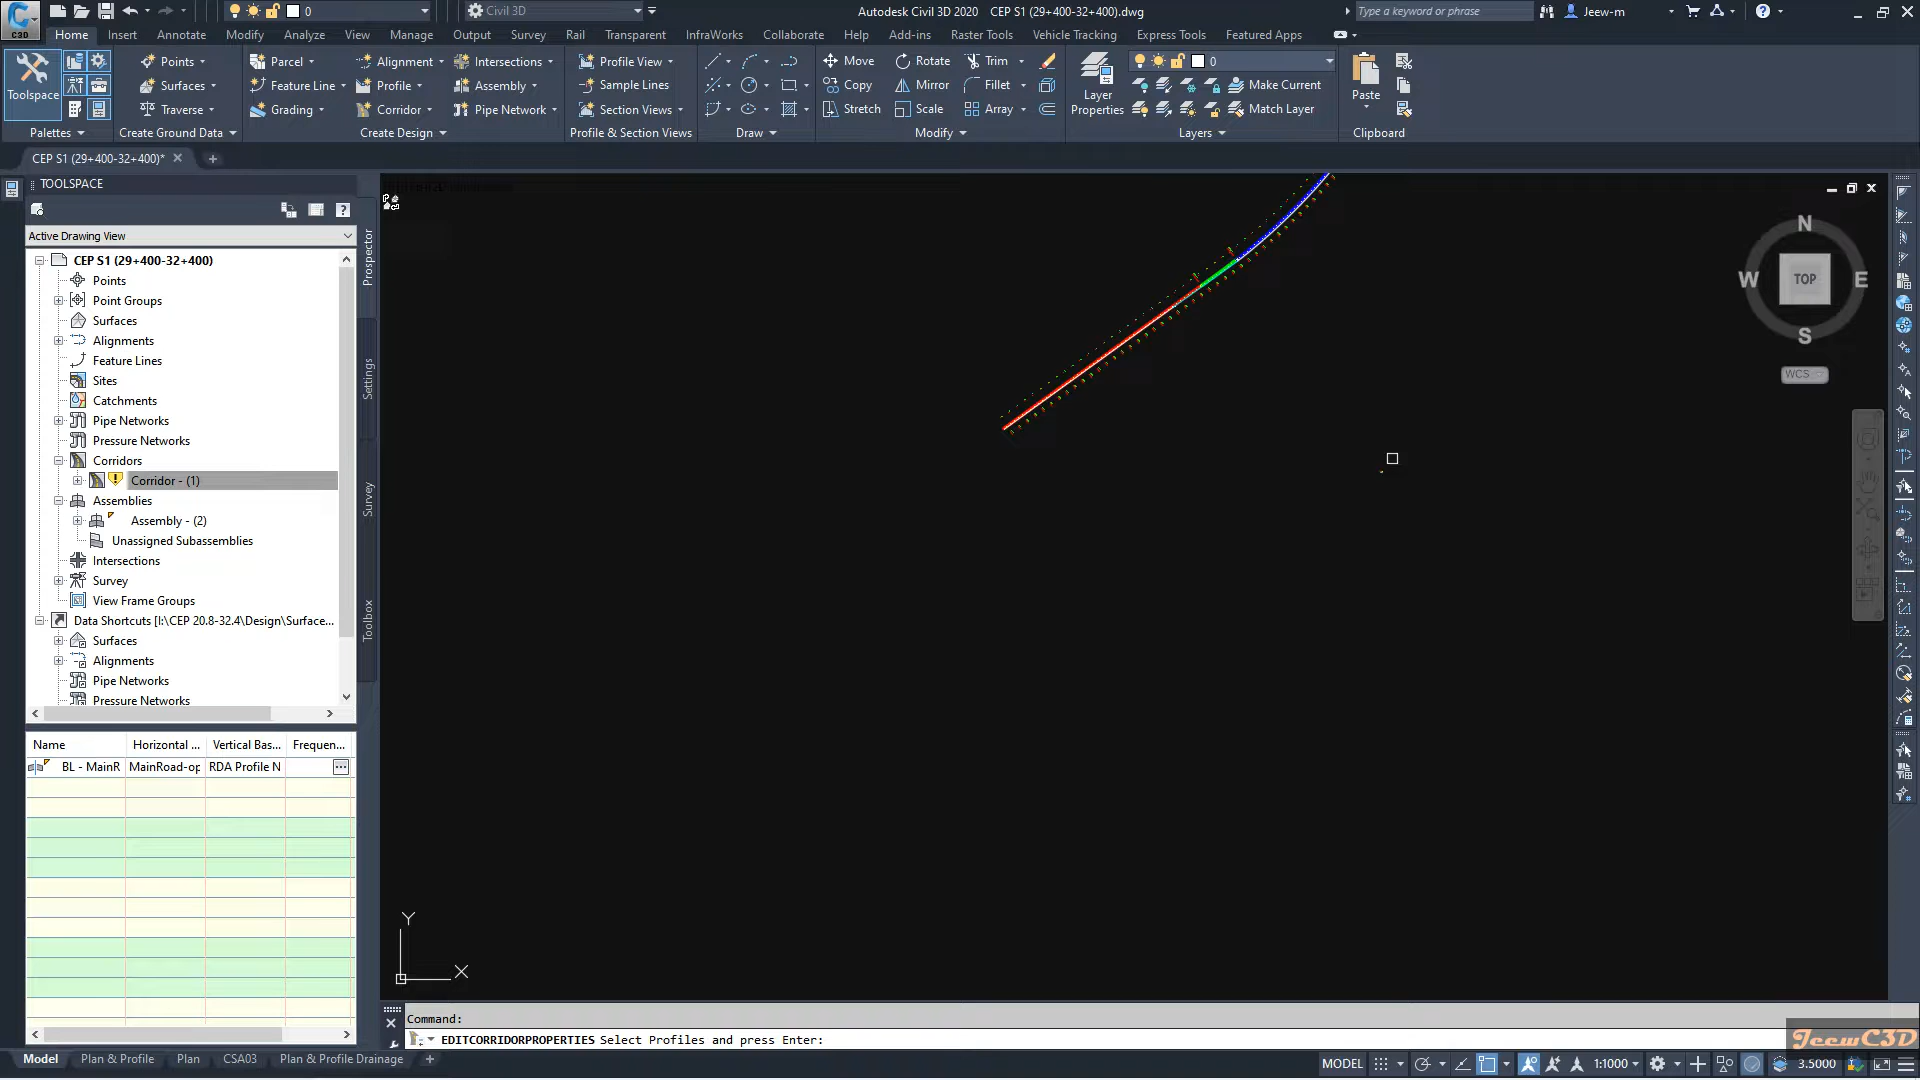 0
Civil 3D
Autodesk Civil 3D 2020 CEP S1 (29+400-32+400).dwg
Type a keyword or phrase
Jeew-m
C3D
Home Insert Annotate Modify Analyze View Manage Output Survey Rail Transparent InfraWorks Collaborate Help Add-ins Raster Tools Vehicle Tracking Express Tools Featured Apps
Points Parcel Alignment Intersections Profile View Move Rotate Trim 0
Toolspace Surfaces Feature Line Profile Assembly Sample Lines Copy Mirror Fillet Layer Properties Make Current Paste
Traverse Grading Corridor Pipe Network Section Views Stretch Scale Array Match Layer
Palettes Create Ground Data Create Design Profile & Section Views Draw Modify Layers Clipboard
CEP S1 (29+400-32+400)*
TOOLSPACE
Active Drawing View
CEP S1 (29+400-32+400)
Points
Point Groups
Surfaces
Alignments
Feature Lines
Sites
Catchments
Pipe Networks
Pressure Networks
Corridors
Corridor - (1)
Assemblies
Assembly - (2)
Unassigned Subassemblies
Intersections
Survey
View Frame Groups
Data Shortcuts [I:\CEP 20.8-32.4\Design\Surface...
Surfaces
Alignments
Pipe Networks
Pressure Networks
Prospector
Settings
Survey
Toolbox
Name Horizontal ... Vertical Bas... Frequen...
BL - MainR MainRoad-op RDA Profile N ...
N
W TOP E
S
WCS
Y
X
Command:
EDITCORRIDORPROPERTIES Select Profiles and press Enter:
JeewC3D
Model Plan & Profile Plan CSA03 Plan & Profile Drainage +
MODEL 1:1000 3.5000